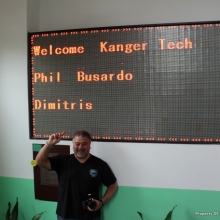 Welcome Kanger Tech
Phil Busardo
Dimitris